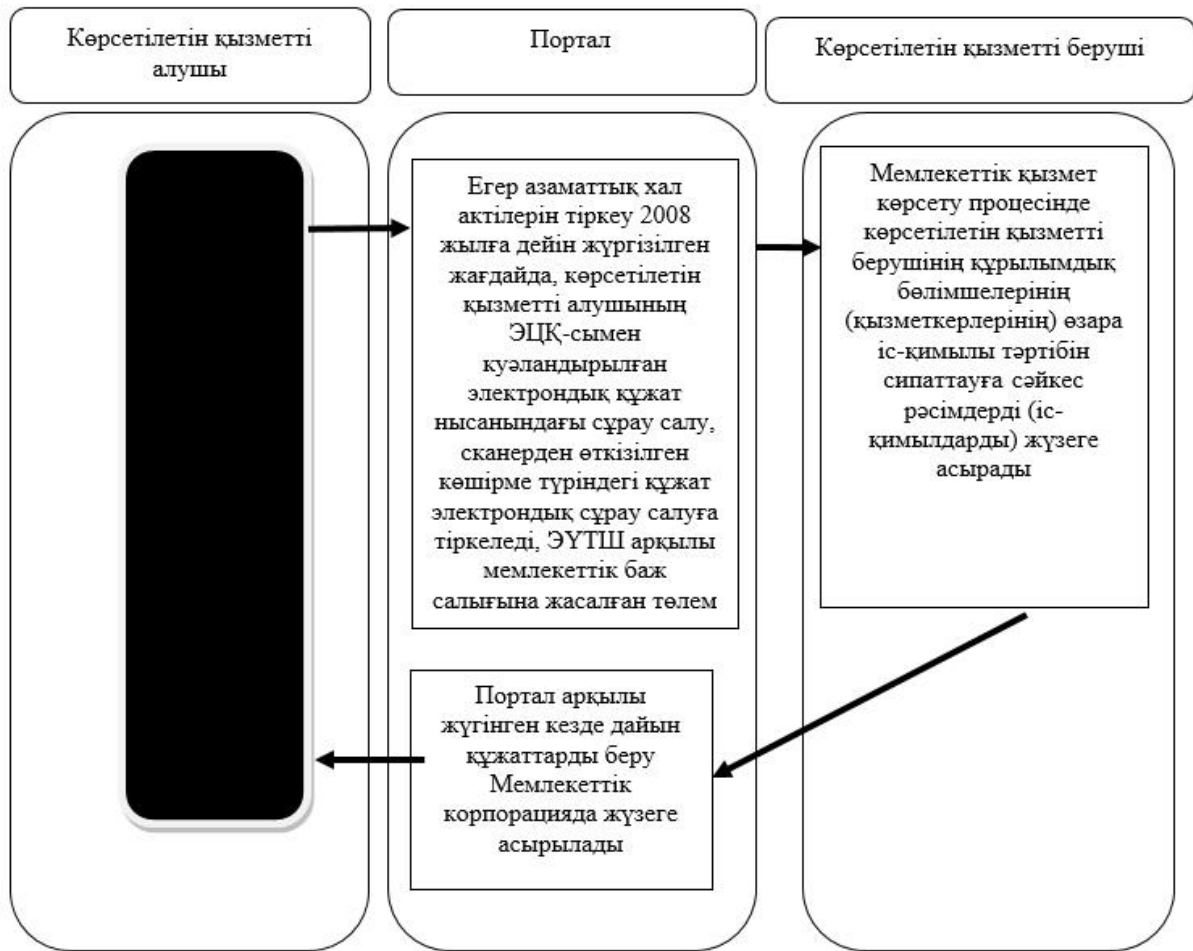 Көрсетілетін қызметті
алушы
Портал
Көрсетілетін қызметті беруші
Егер азаматтық хал
актілерін тіркеу 2008
жылға дейін жүргізілген
жағдайда, көрсетілетін
қызметті алушының
ЭЦҚ-сымен
куәландырылған
электрондық құжат
нысанындағы сұрау салу,
сканерден өткізілген
көшірме түріндегі құжат
электрондық сұрау салуға
тіркеледі, ЭҮТШ арқылы
мемлекеттік баж
салығына жасалған төлем
Мемлекеттік қызмет
көрсету процесінде
көрсетілетін қызметті
берушінің құрылымдық
бөлімшелерінің
(қызметкерлерінің) өзара
іс-қимылы тәртібін
сипаттауға сәйкес
рәсімдерді (іс-
қимылдарды) жүзеге
асырады
Портал арқылы
жүгінген кезде дайын
құжаттарды беру
Мемлекеттік
корпорацияда жүзеге
асырылады